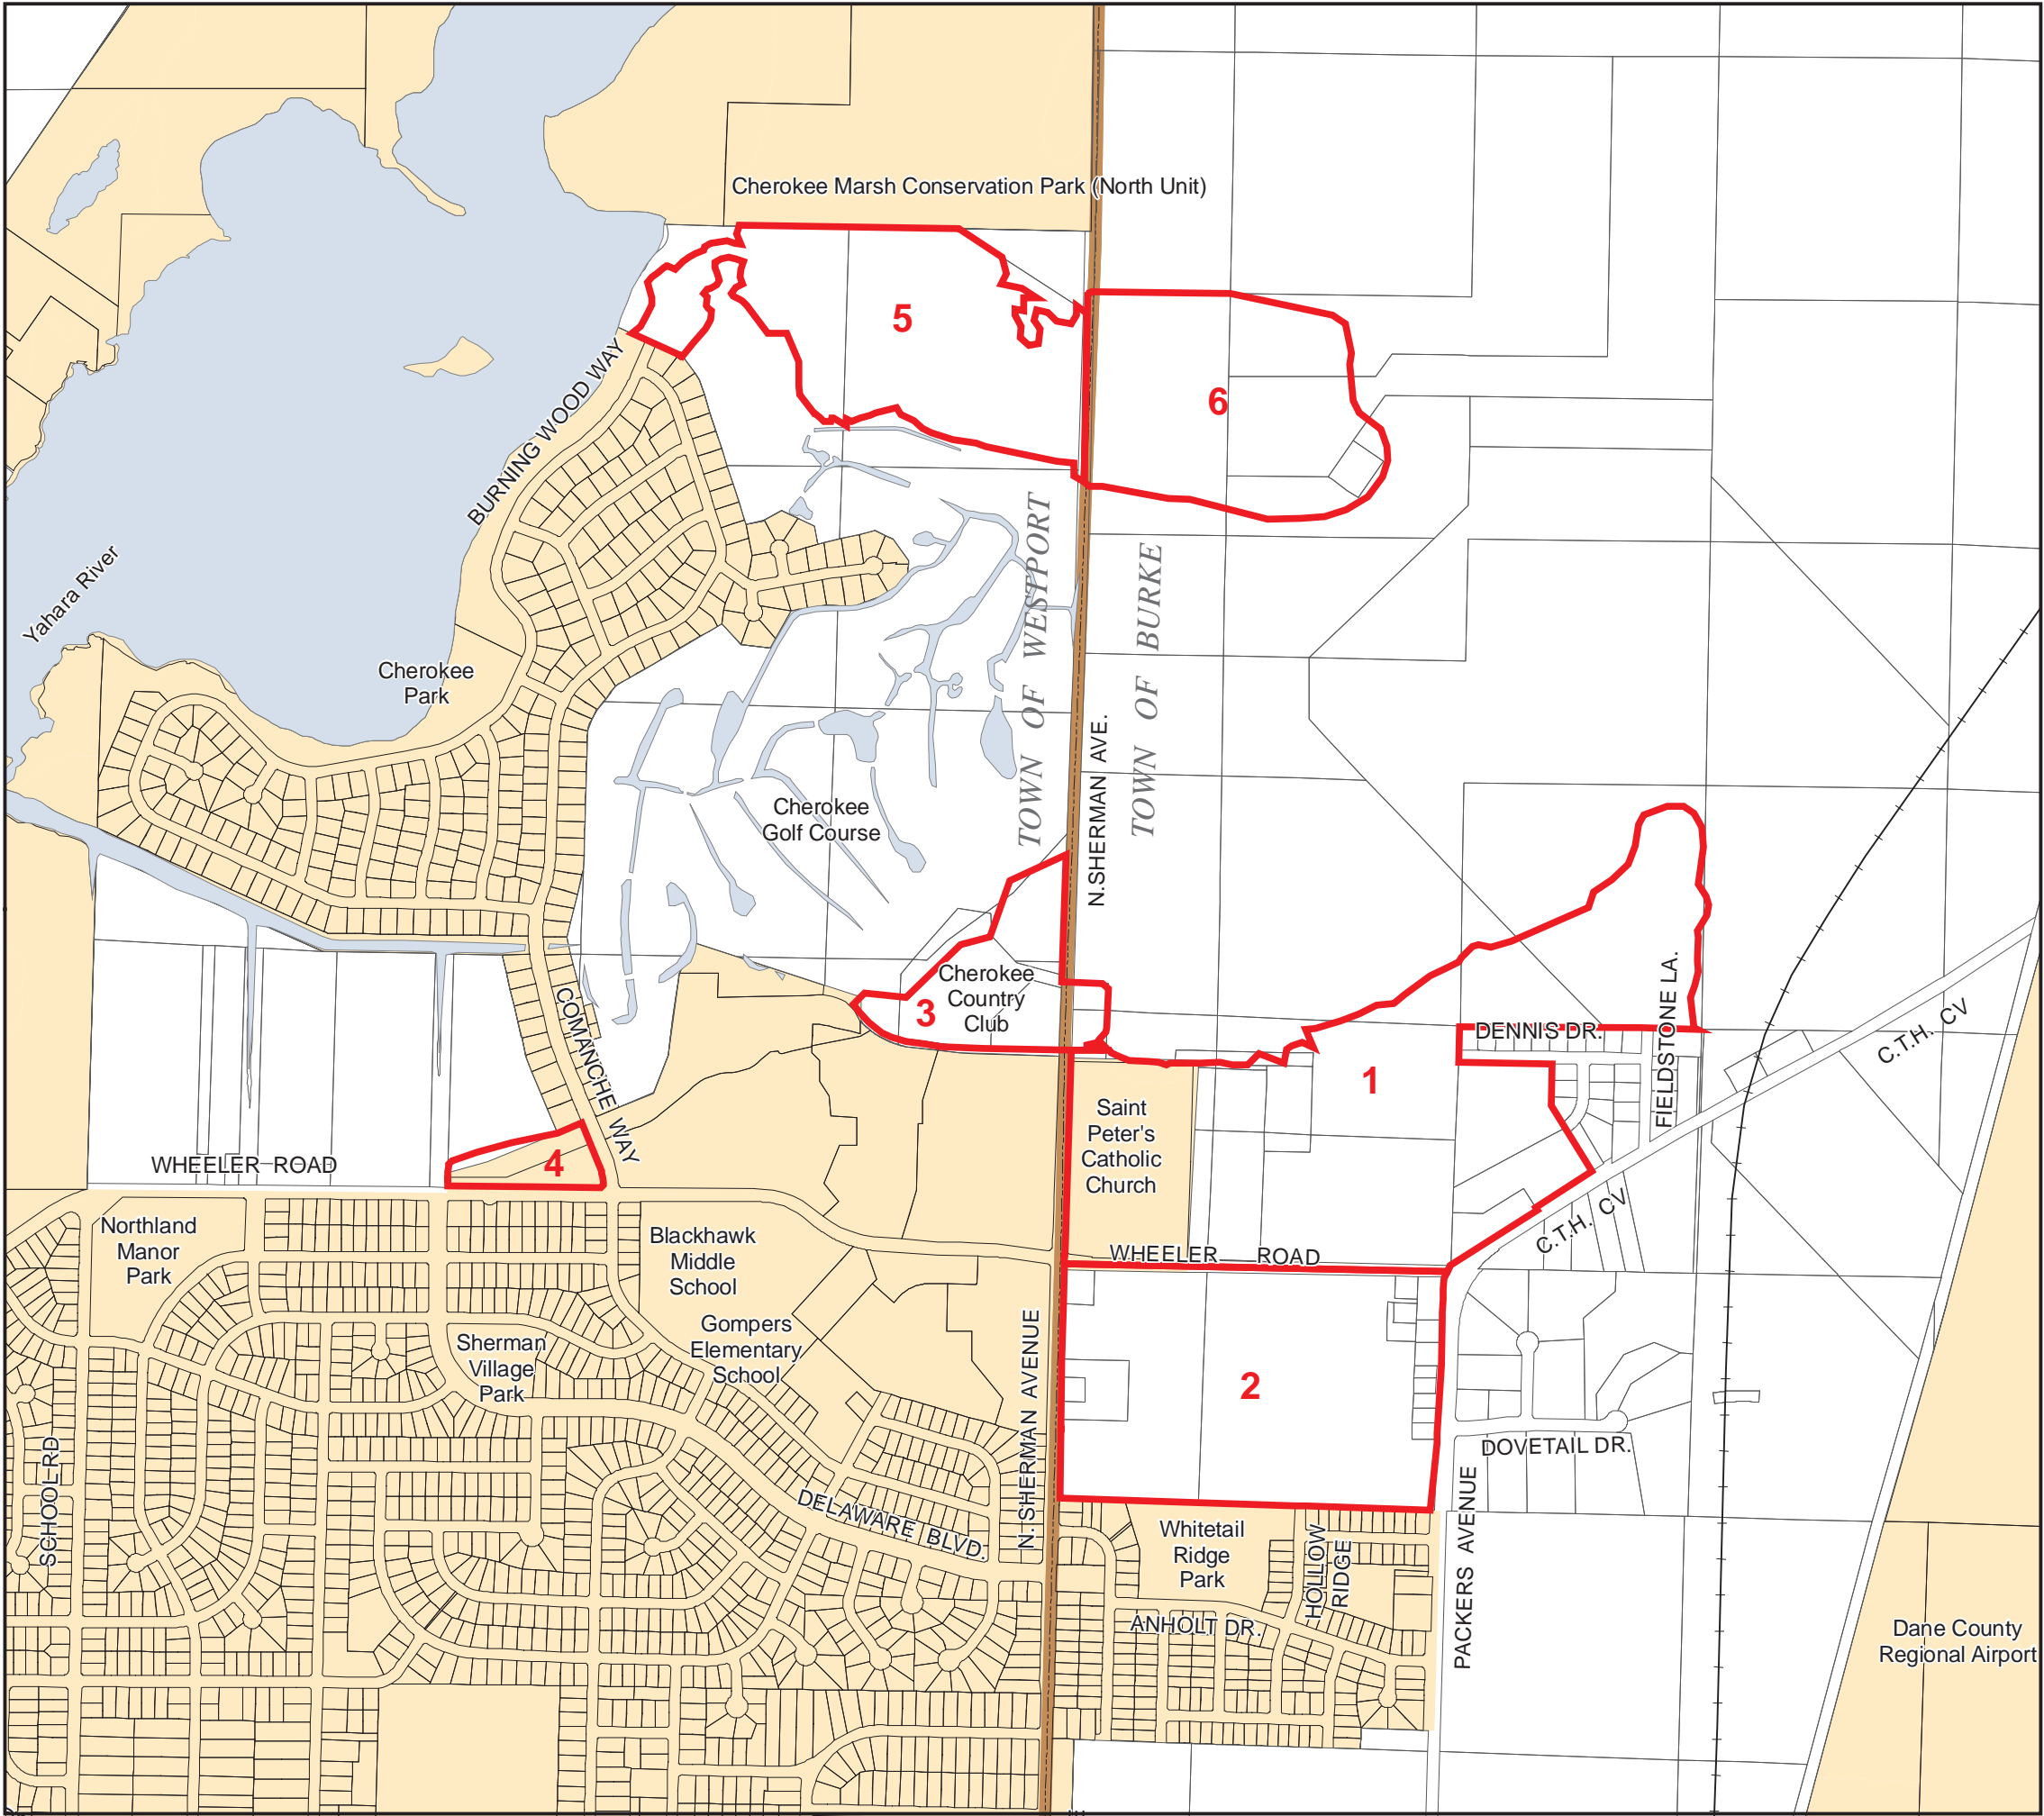 Cherokee Marsh Conservation Park (North Unit)
5
6
BURNING WOOD WAY
Yahara River
TOWN OF WESTPORT
TOWN OF BURKE
Cherokee
Park
N.SHERMAN AVE.
Cherokee
Golf Course
Cherokee
Country
Club
3
COMANCHE WAY
DENNIS DR.
FIELDSTONE LA.
C.T.H. CV
1
Saint
Peter's
Catholic
Church
4
WHEELER ROAD
C.T.H. CV
WHEELER ROAD
Northland
Manor
Park
Blackhawk
Middle
School
Gompers
Elementary
School
Sherman
Village
Park
N. SHERMAN AVENUE
2
SCHOOL RD
DOVETAIL DR.
DELAWARE BLVD.
PACKERS AVENUE
Whitetail
Ridge
Park
HOLLOW
RIDGE
ANHOLT DR.
Dane County
Regional Airport